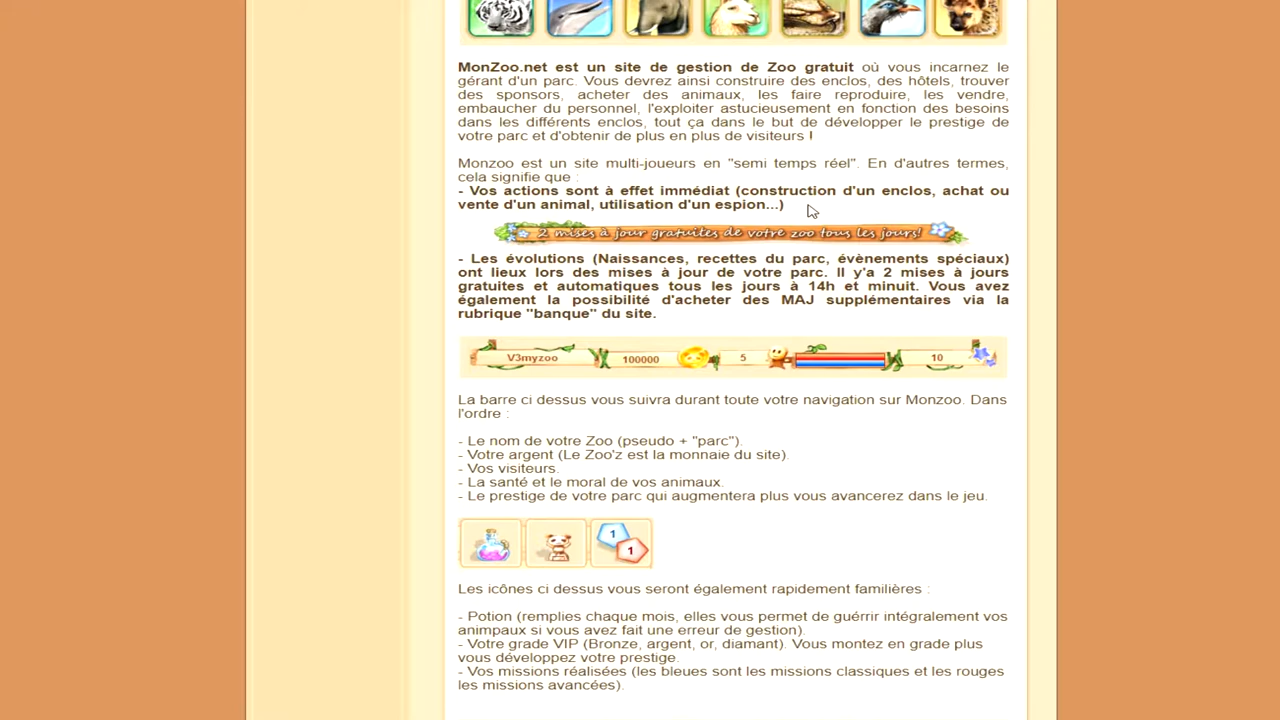 MonZoo.net est un site de gestion de Zoo gratuit où vous incarnez le
gérant d'un parc. Vous devrez ainsi construire des enclos, des hôtels, trouver
des sponsors, acheter des animaux, les faire reproduire, les vendre,
embaucher du personnel, l'exploiter astucieusement en fonction des besoins
dans les différents enclos, tout ça dans le but de développer le prestige de
votre parc et d'obtenir de plus en plus de visiteurs !
Monzoo est un site multi-joueurs en "semi temps réel". En d'autres termes,
cela signifie que :
- Vos actions sont à effet immédiat (construction d'un enclos, achat ou
vente d'un animal, utilisation d'un espion...)
2 mises à jour gratuites de votre zoo tous les jours!
- Les évolutions (Naissances, recettes du parc, évènements spéciaux)
ont lieux lors des mises à jour de votre parc. Il y'a 2 mises à jours
gratuites et automatiques tous les jours à 14h et minuit. Vous avez
également la possibilité d'acheter des MAJ supplémentaires via la
rubrique "banque" du site.
V3myzoo 100000 5 10
La barre ci dessus vous suivra durant toute votre navigation sur Monzoo. Dans
l'ordre :
- Le nom de votre Zoo (pseudo + "parc").
- Votre argent (Le Zoo'z est la monnaie du site).
- Vos visiteurs.
- La santé et le moral de vos animaux.
- Le prestige de votre parc qui augmentera plus vous avancerez dans le jeu.
1 1
Les icônes ci dessus vous seront également rapidement familières :
- Potion (remplies chaque mois, elles vous permet de guérrir intégralement vos
animpaux si vous avez fait une erreur de gestion).
- Votre grade VIP (Bronze, argent, or, diamant). Vous montez en grade plus
vous développez votre prestige.
- Vos missions réalisées (les bleues sont les missions classiques et les rouges
les missions avancées).